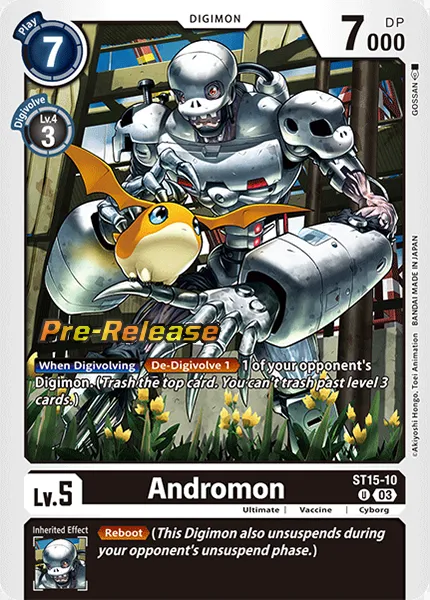 Play
7
DIGIMON
7000
DP
Digivolve
Lv.4
3
GOSSAN
©Akiyoshi Hongo, Toei Animation BANDAI MADE IN JAPAN
Pre-Release
When Digivolving De-Digivolve 1 1 of your opponent's
Digimon. (Trash the top card. You can't trash past level 3
cards.)
Lv.5
Andromon
ST15-10
U 03
Ultimate | Vaccine | Cyborg
Inherited Effect
Reboot (This Digimon also unsuspends during
your opponent's unsuspend phase.)